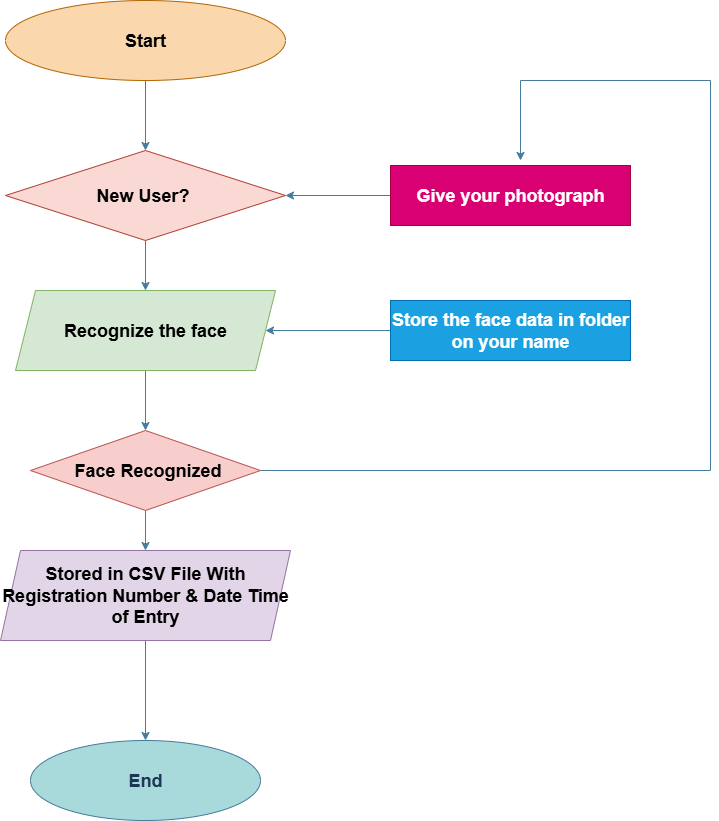 Start
New User?
Give your photograph
Recognize the face
Store the face data in folder
on your name
Face Recognized
Stored in CSV File With
Registration Number & Date Time
of Entry
End